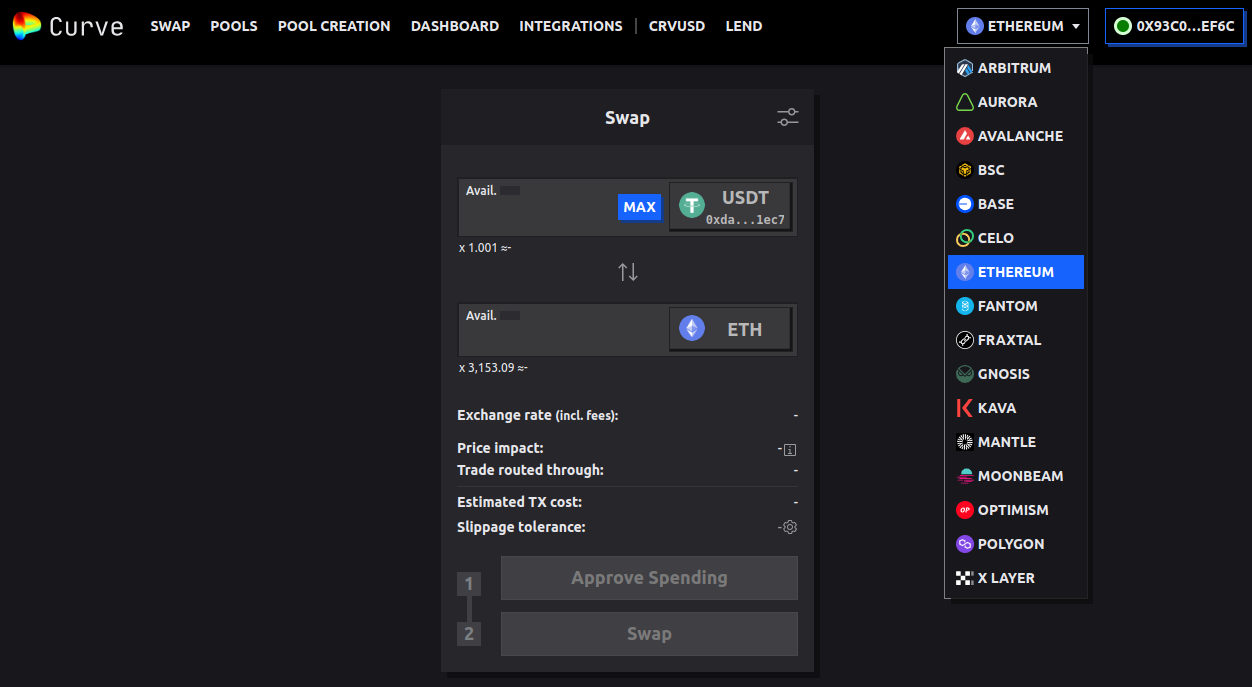 Curve SWAP POOLS POOL CREATION DASHBOARD INTEGRATIONS | CRVUSD LEND ETHEREUM 0X93C0...EF6C
ARBITRUM
AURORA
AVALANCHE
BSC
BASE
CELO
ETHEREUM
FANTOM
FRAXTAL
GNOSIS
KAVA
MANTLE
MOONBEAM
OPTIMISM
POLYGON
X LAYER
Swap
Avail.
MAX
USDT
0xda...1ec7
x 1.001 ≈-
Avail.
ETH
x 3,153.09 ≈-
Exchange rate (incl. fees): -
Price impact: -
Trade routed through: -
Estimated TX cost: -
Slippage tolerance: -
1 Approve Spending
2 Swap